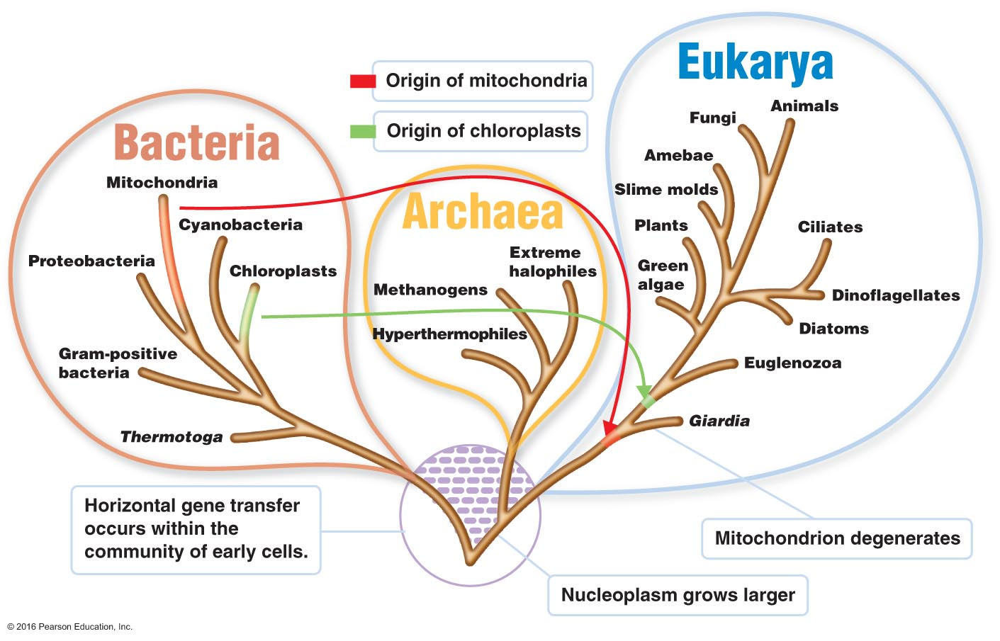 Eukarya
Origin of mitochondria
Origin of chloroplasts
Bacteria
Mitochondria
Cyanobacteria
Proteobacteria
Chloroplasts
Gram-positive
bacteria
Thermotoga
Archaea
Extreme
halophiles
Methanogens
Hyperthermophiles
Animals
Fungi
Amebae
Slime molds
Plants
Green
algae
Ciliates
Dinoflagellates
Diatoms
Euglenozoa
Giardia
Horizontal gene transfer
occurs within the
community of early cells.
Mitochondrion degenerates
Nucleoplasm grows larger
© 2016 Pearson Education, Inc.